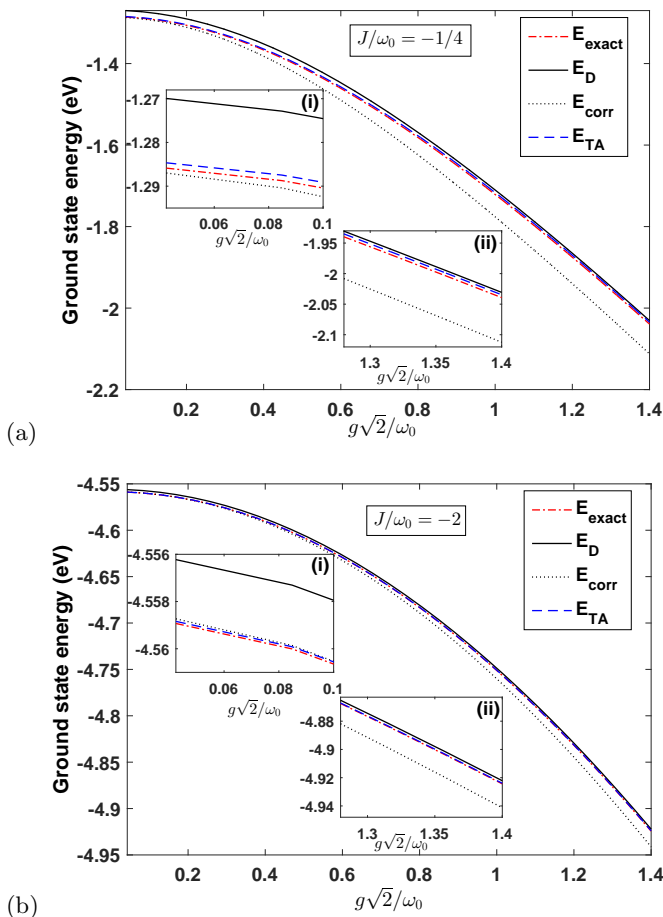 J/ω₀ = −1/4
E_exact
E_D
E_corr
E_TA
-1.4
-1.6
-1.8
-2
-2.2
Ground state energy (eV)
(i)
-1.27
-1.28
-1.29
0.06 0.08 0.1
g√2/ω₀
(ii)
-1.95
-2
-2.05
-2.1
1.3 1.35 1.4
g√2/ω₀
0.2 0.4 0.6 0.8 1 1.2 1.4
g√2/ω₀
(a)
J/ω₀ = −2
E_exact
E_D
E_corr
E_TA
-4.55
-4.6
-4.65
-4.7
-4.75
-4.8
-4.85
-4.9
-4.95
Ground state energy (eV)
(i)
-4.556
-4.558
-4.56
0.06 0.08 0.1
g√2/ω₀
(ii)
-4.88
-4.9
-4.92
-4.94
1.3 1.35 1.4
g√2/ω₀
0.2 0.4 0.6 0.8 1 1.2 1.4
g√2/ω₀
(b)